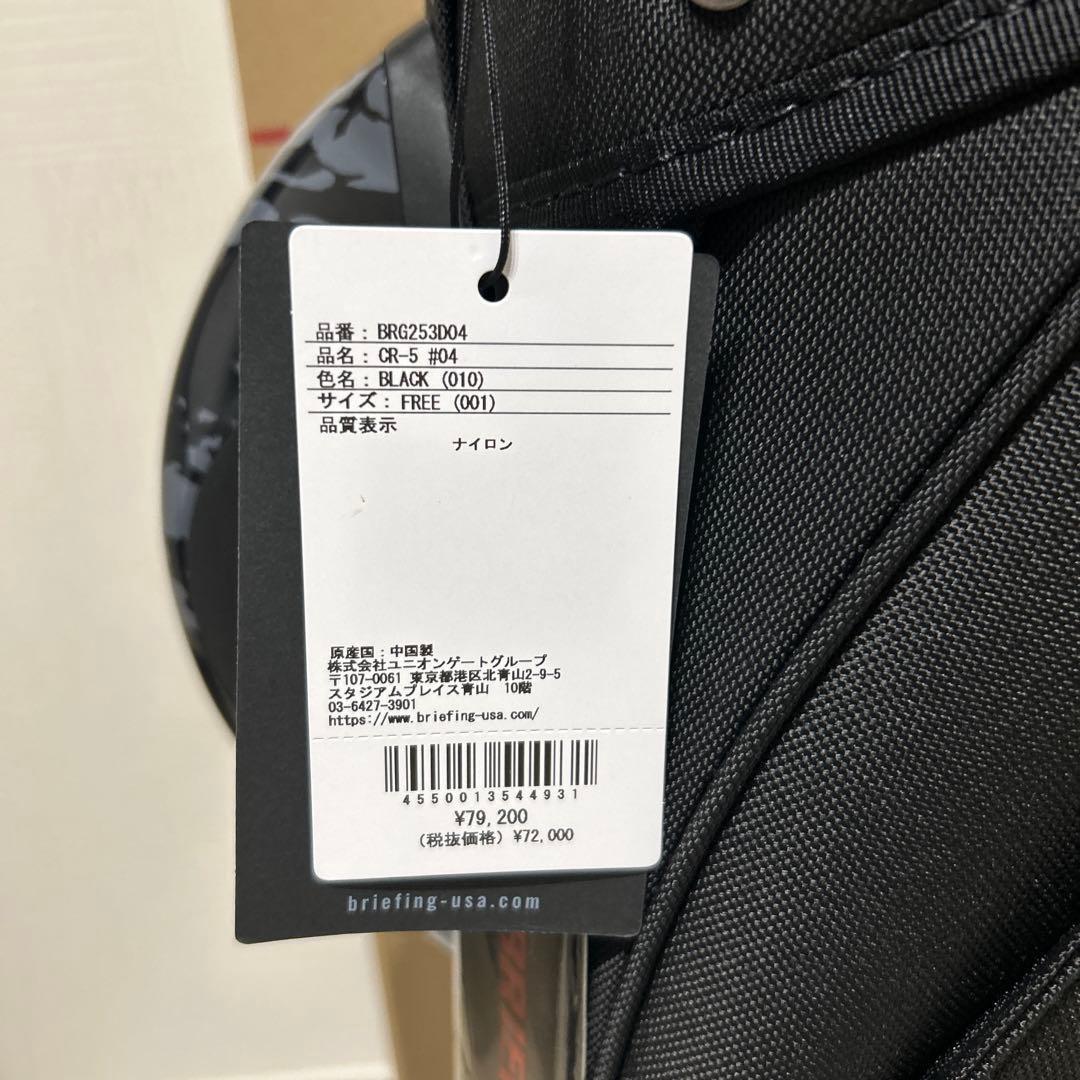 品番: BRG253D04
品名: CR-5 #04
色名: BLACK (010)
サイズ: FREE (001)
品質表示
ナイロン
原産国:中国製
株式会社ユニオンゲートグループ
〒107-0061 東京都港区北青山2-9-5
スタジアムプレイス青山 10階
03-6427-3901
https://www.briefing-usa.com/
4550013544931
¥79,200
(税抜価格) ¥72,000
briefing-usa.com